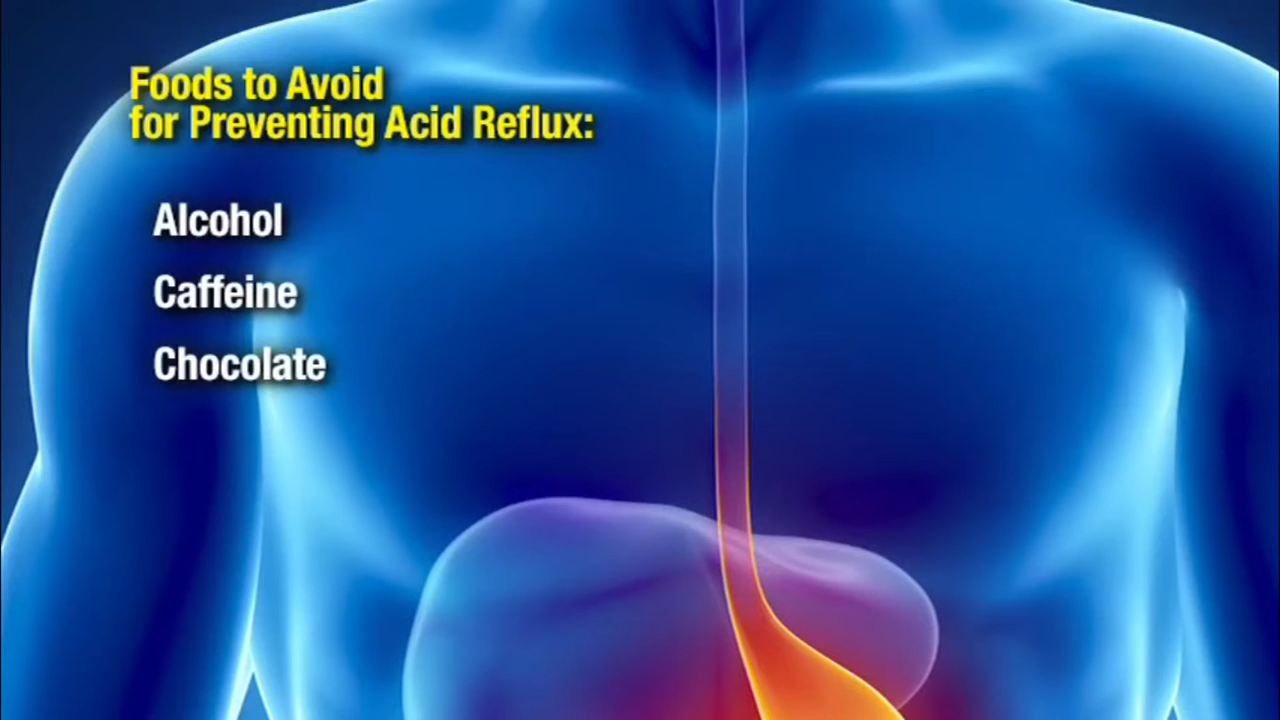 Foods to Avoid
for Preventing Acid Reflux:
Alcohol
Caffeine
Chocolate